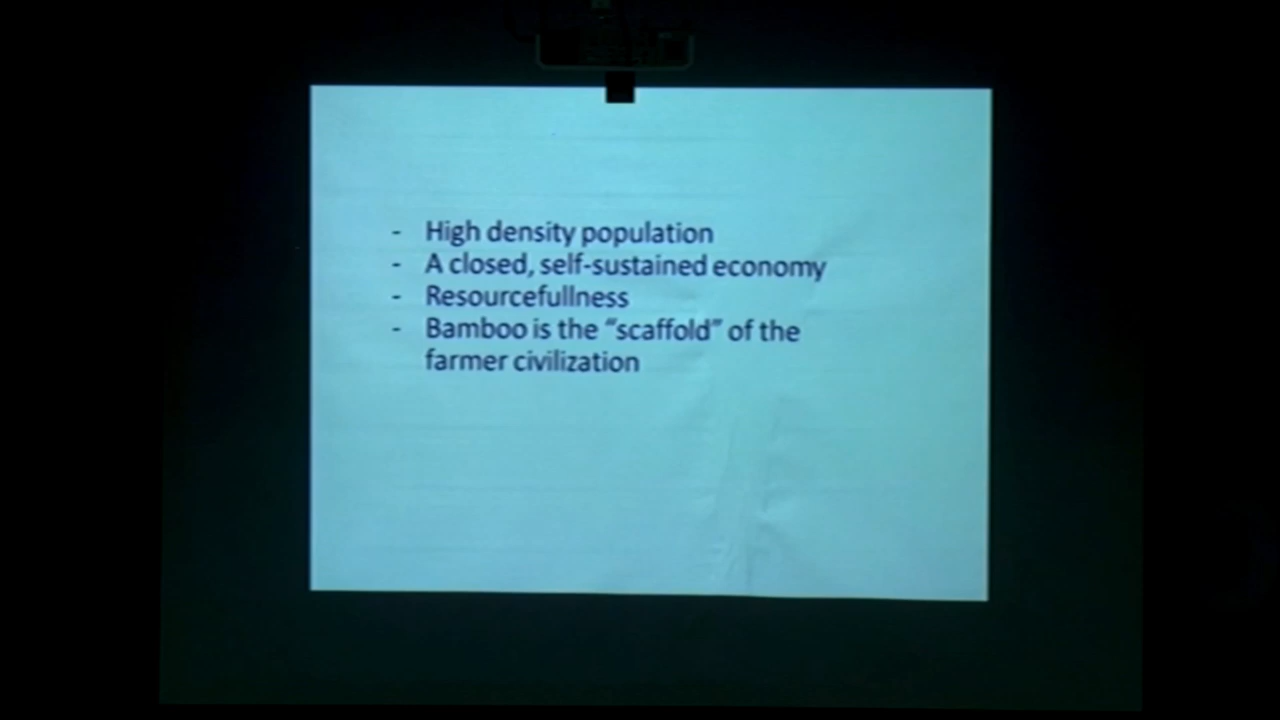 - High density population
- A closed, self-sustained economy
- Resourcefullness
- Bamboo is the “scaffold” of the
farmer civilization